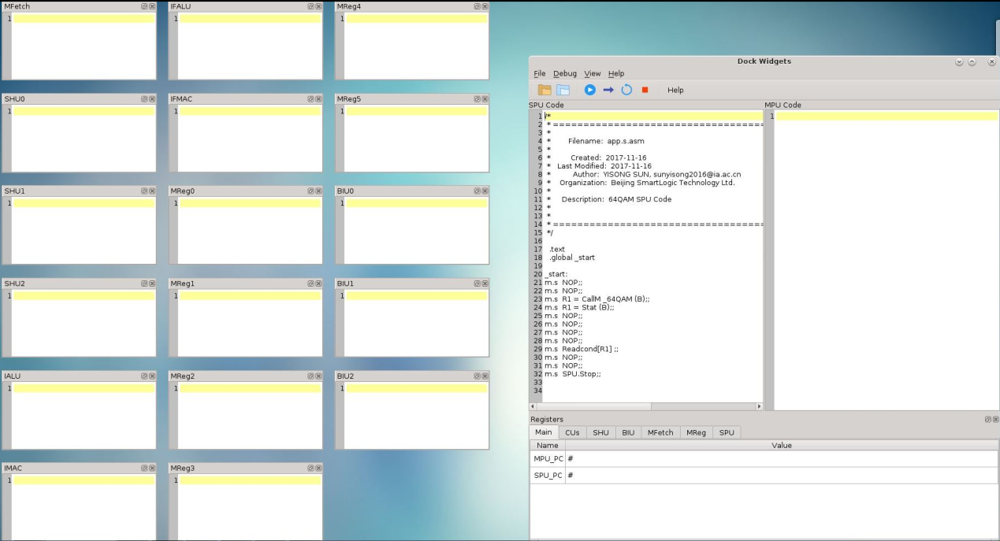 MFetch
1
IFALU
1
MReg4
1
SHU0
1
IFMAC
1
MReg5
1
SHU1
1
MReg0
1
BIU0
1
SHU2
1
MReg1
1
BIU1
1
IALU
1
MReg2
1
BIU2
1
IMAC
1
MReg3
1
Dock Widgets
File Debug View Help
Help
SPU Code
1 /*
2 * ===================================
3 *
4 * Filename: app.s.asm
5 *
6 * Created: 2017-11-16
7 * Last Modified: 2017-11-16
8 * Author: YISONG SUN, sunyisong2016@ia.ac.cn
9 * Organization: Beijing SmartLogic Technology Ltd.
10 *
11 * Description: 64QAM SPU Code
12 *
13 *
14 * ===================================
15 */
16
17 .text
18 .global _start
19
20 _start:
21 m.s NOP;;
22 m.s NOP;;
23 m.s R1 = CallM _64QAM (B);;
24 m.s R1 = Stat (B);;
25 m.s NOP;;
26 m.s NOP;;
27 m.s NOP;;
28 m.s NOP;;
29 m.s Readcond[R1] ;;
30 m.s NOP;;
31 m.s NOP;;
32 m.s SPU.Stop;;
33
34
MPU Code
1
Registers
Main CUs SHU BIU MFetch MReg SPU
Name Value
MPU_PC #
SPU_PC #